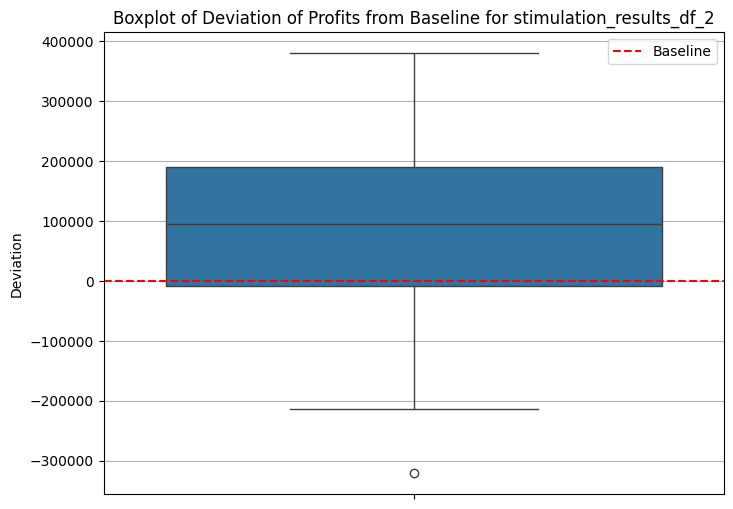 Boxplot of Deviation of Profits from Baseline for stimulation_results_df_2
400000
300000
200000
100000
0
−100000
−200000
−300000
Deviation
Baseline